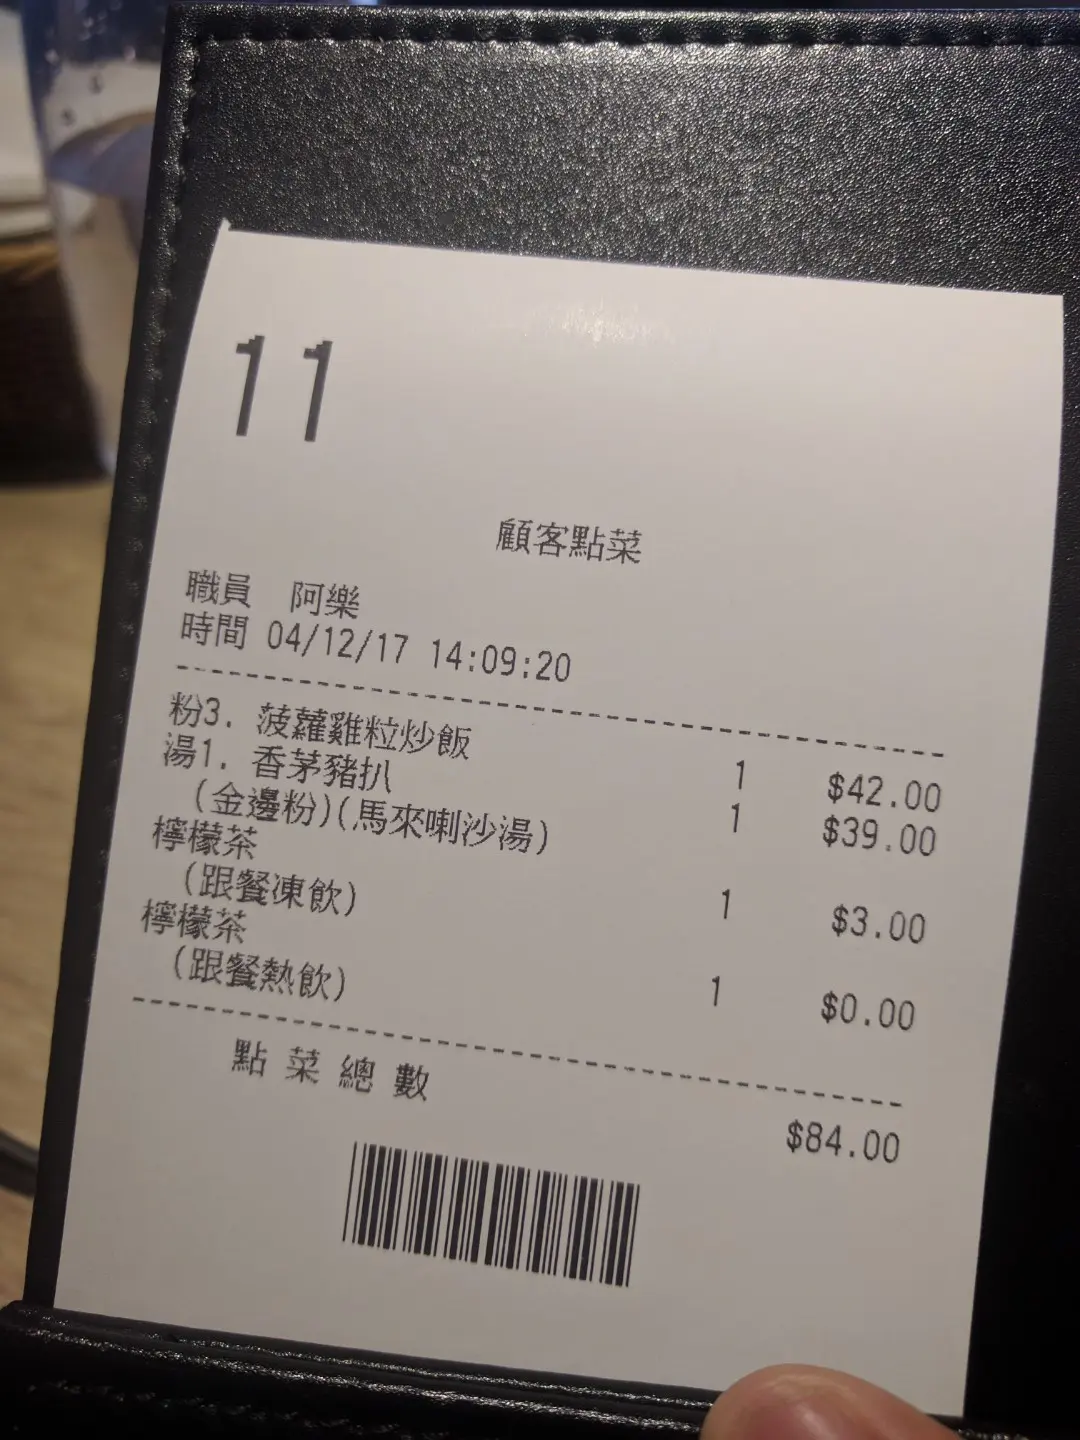 11
顧客點菜
職員 阿樂
時間 04/12/17 14:09:20
粉3. 菠蘿雞粒炒飯 1 $42.00
湯1. 香茅豬扒 1 $39.00
(金邊粉)(馬來喇沙湯)
檸檬茶 1 $3.00
(跟餐凍飲)
檸檬茶 1 $0.00
(跟餐熱飲)
點菜總數 $84.00